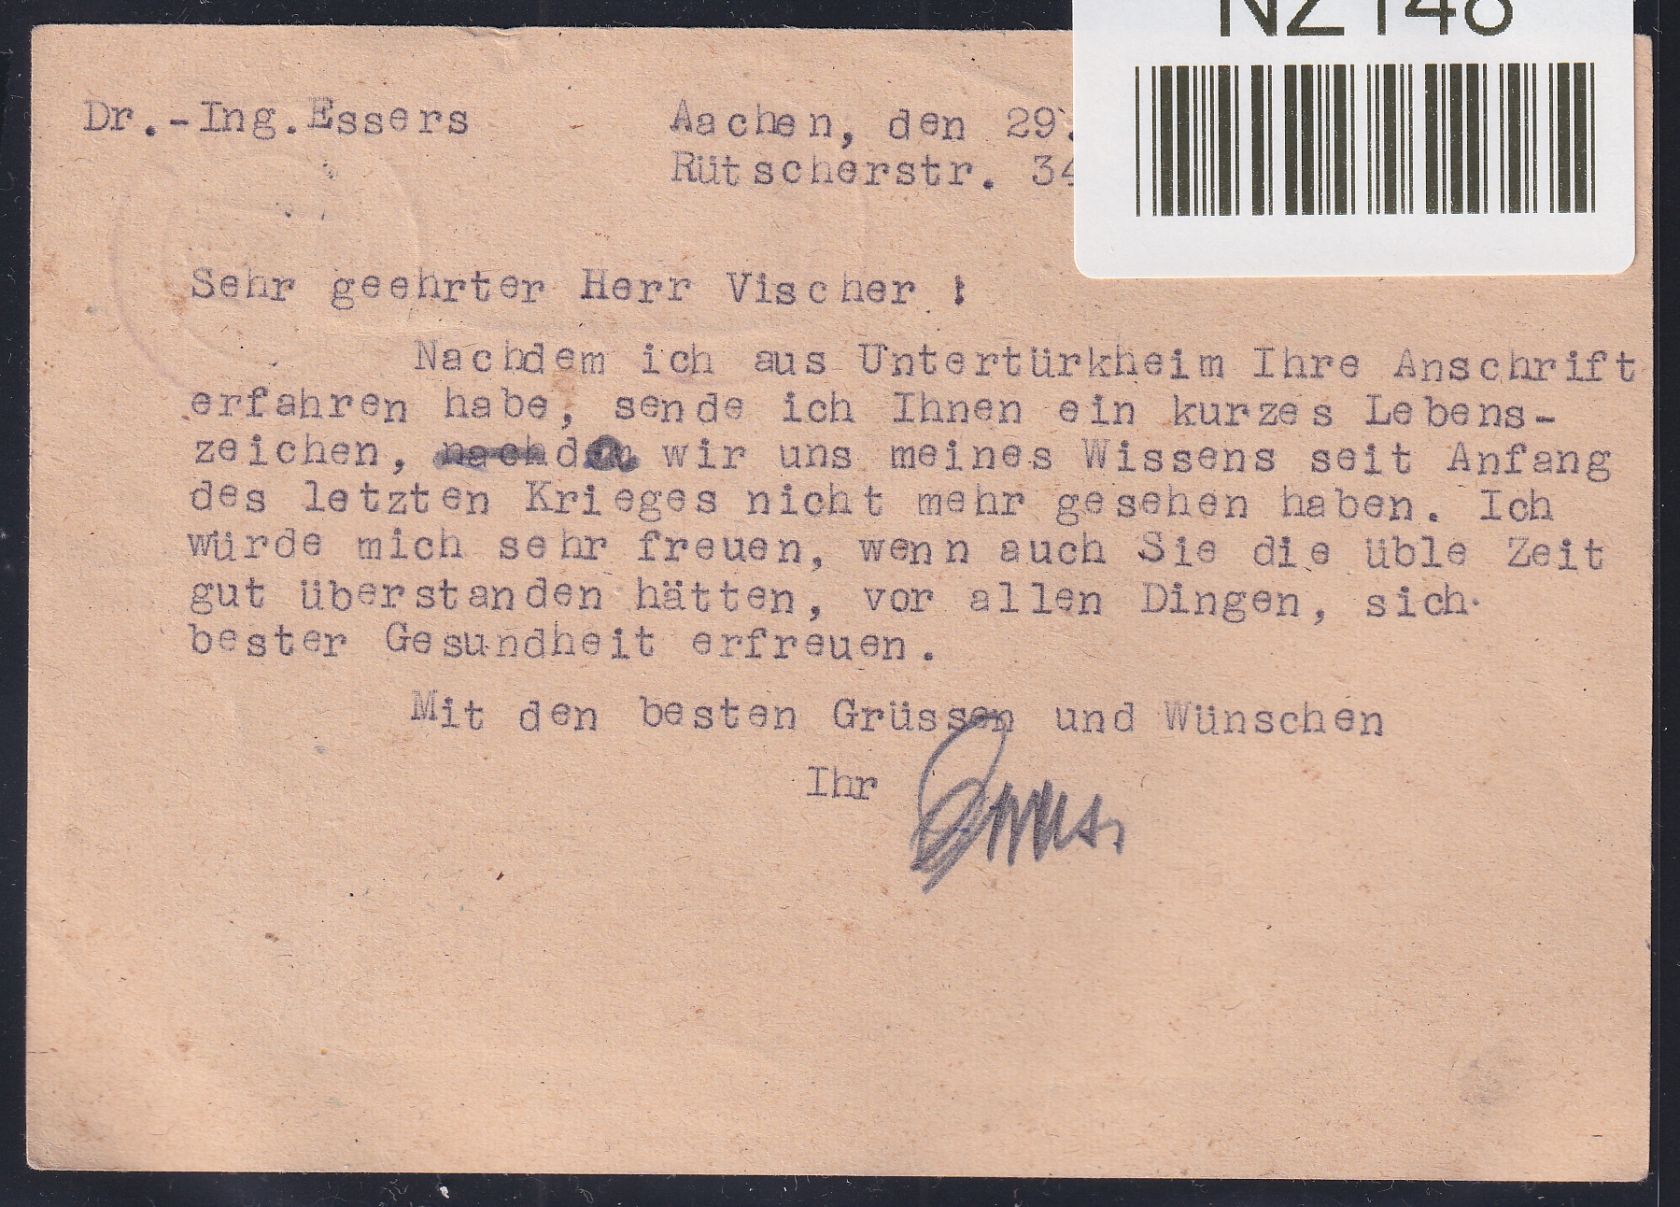 NZ148
Dr.-Ing.Essers
Aachen, den 29.
Rütscherstr. 34
Sehr geehrter Herr Vischer !
Nachdem ich aus Untertürkheim Ihre Anschrift
erfahren habe, sende ich Ihnen ein kurzes Lebens-
zeichen, da wir uns meines Wissens seit Anfang
des letzten Krieges nicht mehr gesehen haben. Ich
würde mich sehr freuen, wenn auch Sie die üble Zeit
gut überstanden hätten, vor allen Dingen, sich
bester Gesundheit erfreuen.
Mit den besten Grüssen und Wünschen
Ihr